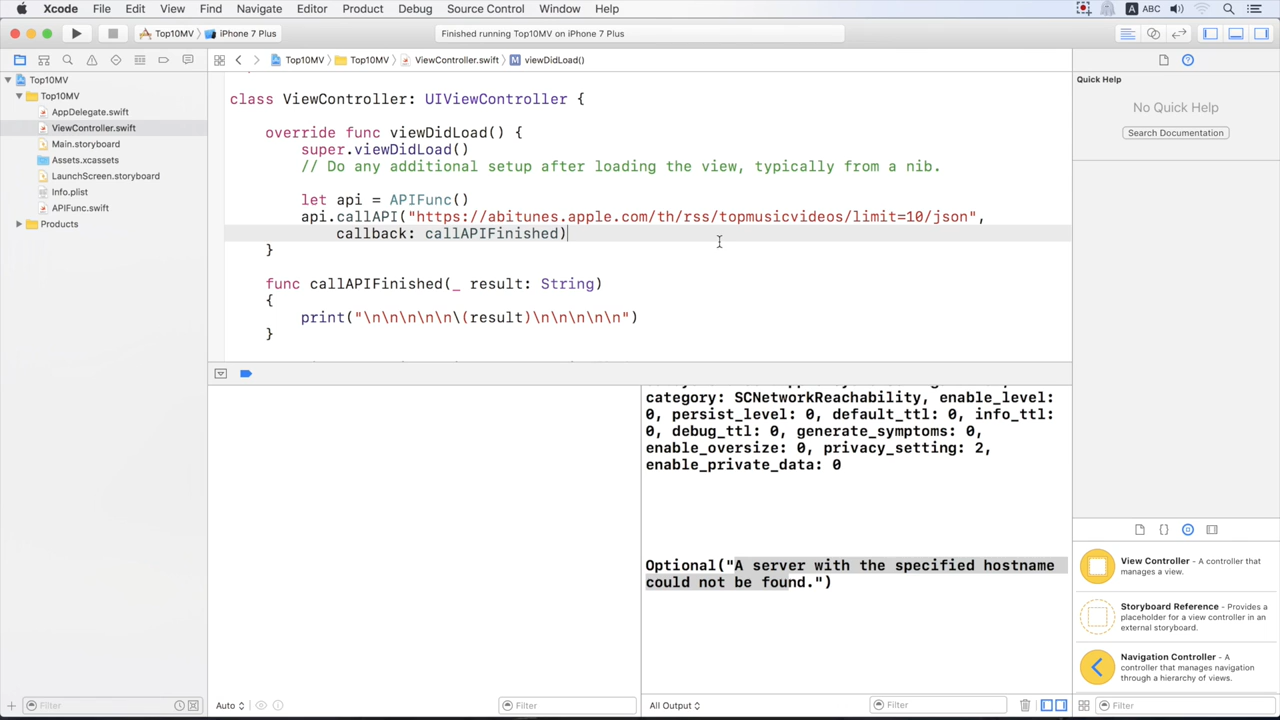 Xcode File Edit View Find Navigate Editor Product Debug Source Control Window Help ABC
Top10MV iPhone 7 Plus
Finished running Top10MV on iPhone 7 Plus
Top10MV Top10MV ViewController.swift M viewDidLoad()
Top10MV
Top10MV
AppDelegate.swift
ViewController.swift
Main.storyboard
Assets.xcassets
LaunchScreen.storyboard
Info.plist
APIFunc.swift
Products
class ViewController: UIViewController {
override func viewDidLoad() {
super.viewDidLoad()
// Do any additional setup after loading the view, typically from a nib.
let api = APIFunc()
api.callAPI("https://abitunes.apple.com/th/rss/topmusicvideos/limit=10/json",
callback: callAPIFinished)
}
func callAPIFinished(_ result: String)
{
print("\n\n\n\n\n\(result)\n\n\n\n\n")
}
category: SCNetworkReachability, enable_level:
0, persist_level: 0, default_ttl: 0, info_ttl:
0, debug_ttl: 0, generate_symptoms: 0,
enable_oversize: 0, privacy_setting: 2,
enable_private_data: 0
Optional("A server with the specified hostname
could not be found.")
Quick Help
No Quick Help
Search Documentation
View Controller - A controller that
manages a view.
Storyboard Reference - Provides a
placeholder for a view controller in an
external storyboard.
Navigation Controller - A
controller that manages navigation
through a hierarchy of views.
Filter
Auto
Filter
All Output
Filter
Filter